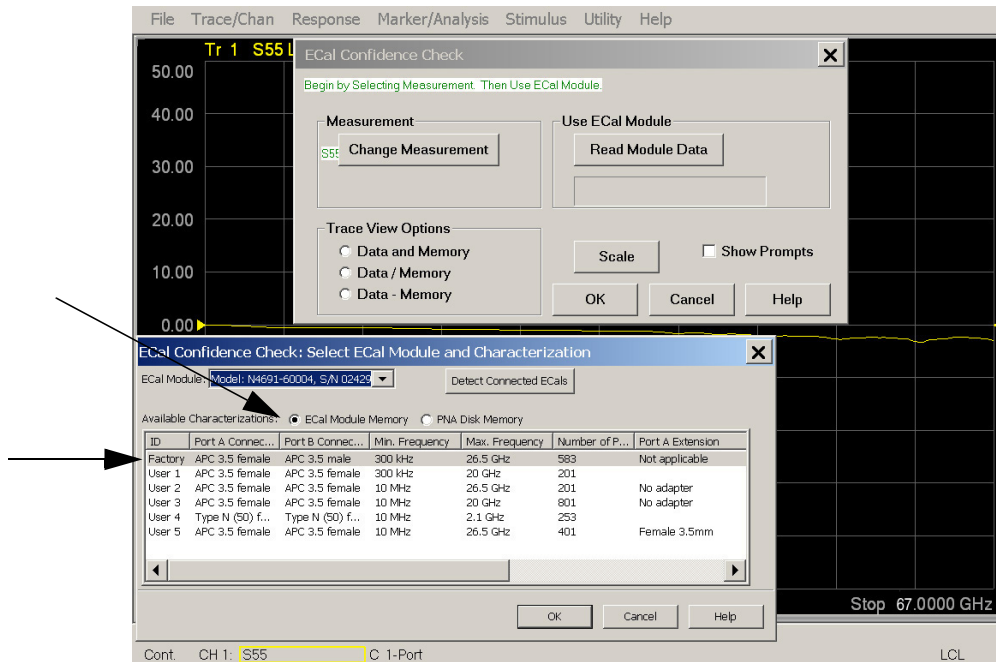 File Trace/Chan Response Marker/Analysis Stimulus Utility Help
Tr 1 S55 L
ECal Confidence Check
50.00
Begin by Selecting Measurement. Then Use ECal Module.
40.00
Measurement
S55
Change Measurement
Use ECal Module
Read Module Data
30.00
20.00
Trace View Options
Data and Memory
Data / Memory
Data - Memory
Scale
Show Prompts
10.00
OK Cancel Help
0.00
ECal Confidence Check: Select ECal Module and Characterization
ECal Module: Model: N4691-60004, S/N 02429
Detect Connected ECals
Available Characterizations: ECal Module Memory PNA Disk Memory
ID Port A Connec... Port B Connec... Min. Frequency Max. Frequency Number of P... Port A Extension
Factory APC 3.5 female APC 3.5 male 300 kHz 26.5 GHz 583 Not applicable
User 1 APC 3.5 female APC 3.5 female 300 kHz 20 GHz 201
User 2 APC 3.5 female APC 3.5 female 10 MHz 26.5 GHz 201 No adapter
User 3 APC 3.5 female APC 3.5 female 10 MHz 20 GHz 801 No adapter
User 4 Type N (50) f... Type N (50) f... 10 MHz 2.1 GHz 253
User 5 APC 3.5 female APC 3.5 female 10 MHz 26.5 GHz 401 Female 3.5mm
OK Cancel Help
Stop 67.0000 GHz
Cont. CH 1: S55 C 1-Port LCL